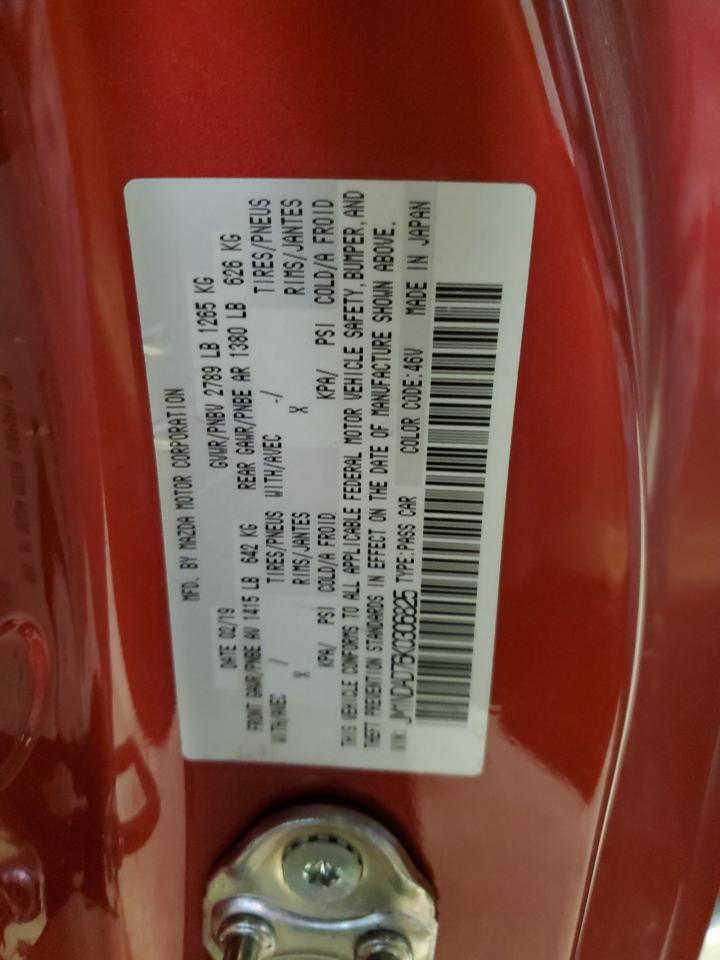 MFD. BY MAZDA MOTOR CORPORATION
DATE 02/19 GVWR/PNBV 2789 LB 1265 KG
FRONT GAWR/PNBE AV 1415 LB 642 KG REAR GAWR/PNBE AR 1380 LB 626 KG
WITH/AVEC / TIRES/PNEUS WITH/AVEC -/ TIRES/PNEUS
X RIMS/JANTES X RIMS/JANTES
KPA/ PSI COLD/A FROID KPA/ PSI COLD/A FROID
THIS VEHICLE CONFORMS TO ALL APPLICABLE FEDERAL MOTOR VEHICLE SAFETY, BUMPER, AND
THEFT PREVENTION STANDARDS IN EFFECT ON THE DATE OF MANUFACTURE SHOWN ABOVE.
VIN: JM1NDAD76K0306825 TYPE:PASS CAR COLOR CODE:46V MADE IN JAPAN